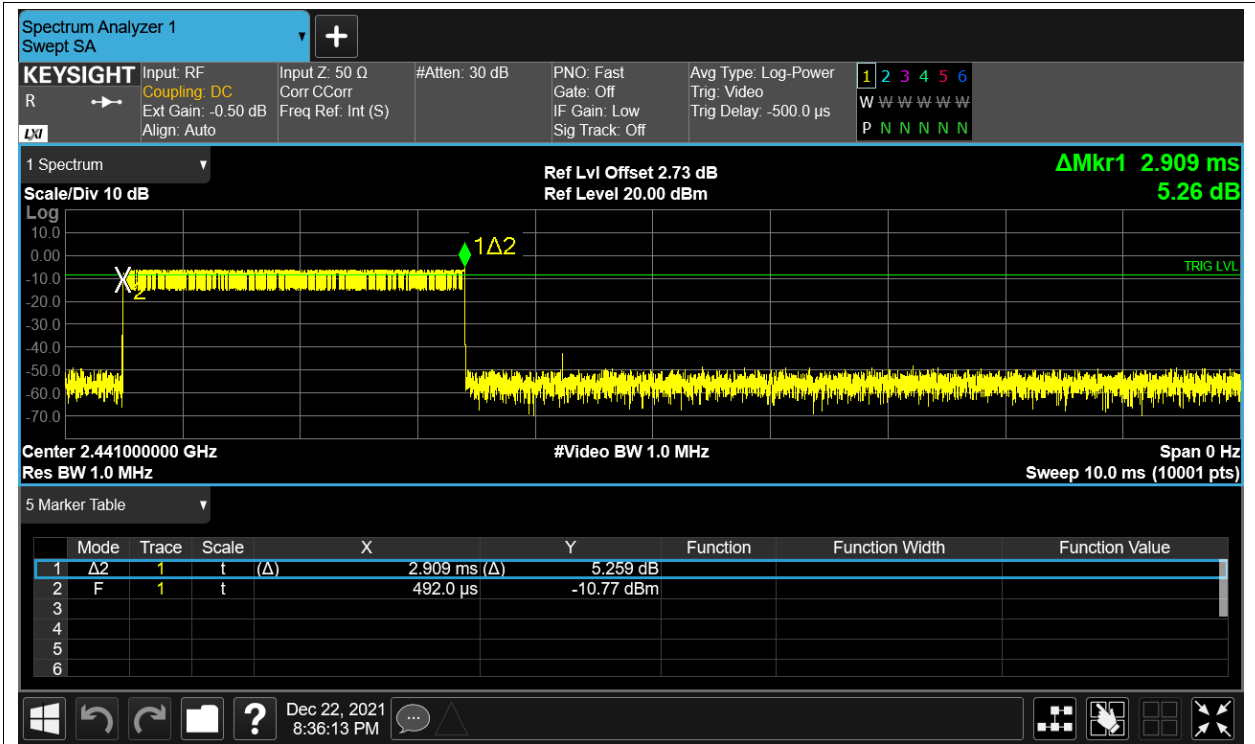 Spectrum Analyzer 1
Swept SA
+
KEYSIGHT Input: RF Input Z: 50 Ω #Atten: 30 dB PNO: Fast Avg Type: Log-Power 1 2 3 4 5 6
R Coupling: DC Corr CCorr Gate: Off Trig: Video W W W W W W
Ext Gain: -0.50 dB Freq Ref: Int (S) IF Gain: Low Trig Delay: -500.0 µs
LXI Align: Auto Sig Track: Off P N N N N N
1 Spectrum Ref Lvl Offset 2.73 dB ΔMkr1 2.909 ms
Scale/Div 10 dB Ref Level 20.00 dBm 5.26 dB
Log
10.0
0.00 1Δ2
TRIG LVL
-10.0 X
2
-20.0
-30.0
-40.0
-50.0
-60.0
-70.0
Center 2.441000000 GHz #Video BW 1.0 MHz Span 0 Hz
Res BW 1.0 MHz Sweep 10.0 ms (10001 pts)
5 Marker Table
Mode Trace Scale X Y Function Function Width Function Value
1 Δ2 1 t (Δ) 2.909 ms (Δ) 5.259 dB
2 F 1 t 492.0 µs -10.77 dBm
3
4
5
6
? Dec 22, 2021
8:36:13 PM